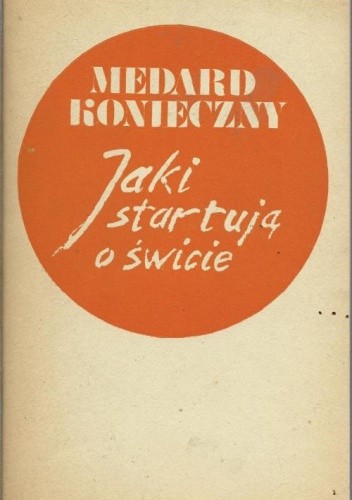 MEDARD
KONIECZNY
Jaki
startują
o świcie